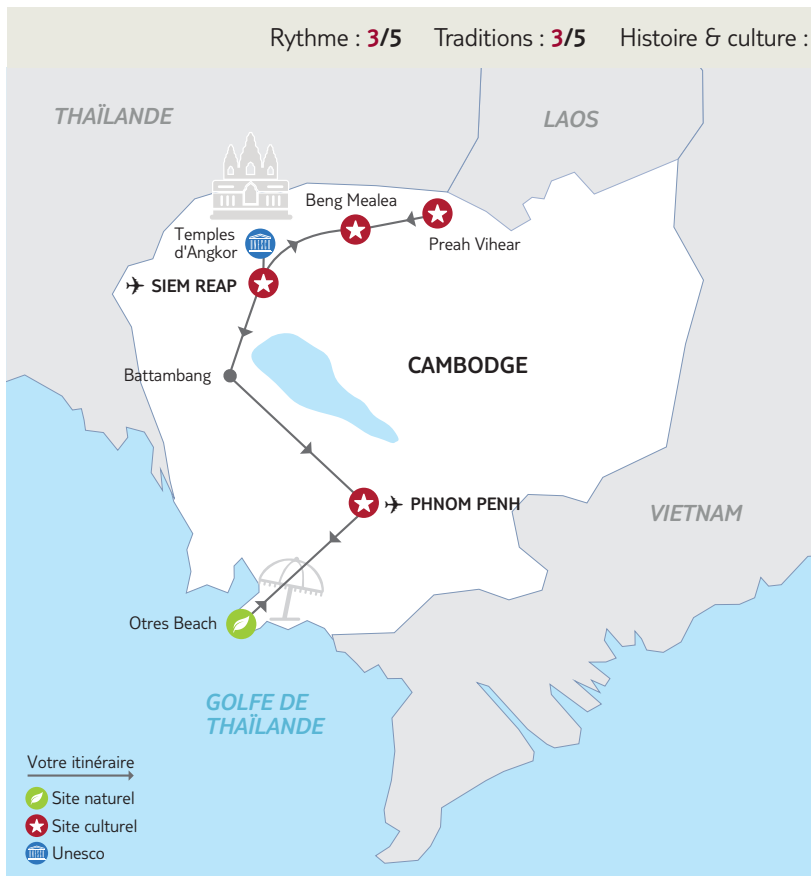 Rythme : 3/5 Traditions : 3/5 Histoire & culture :
THAÏLANDE
LAOS
Beng Mealea
Temples
d'Angkor
Preah Vihear
SIEM REAP
CAMBODGE
Battambang
PHNOM PENH
VIETNAM
Otres Beach
GOLFE DE
THAÏLANDE
Votre itinéraire
Site naturel
Site culturel
Unesco